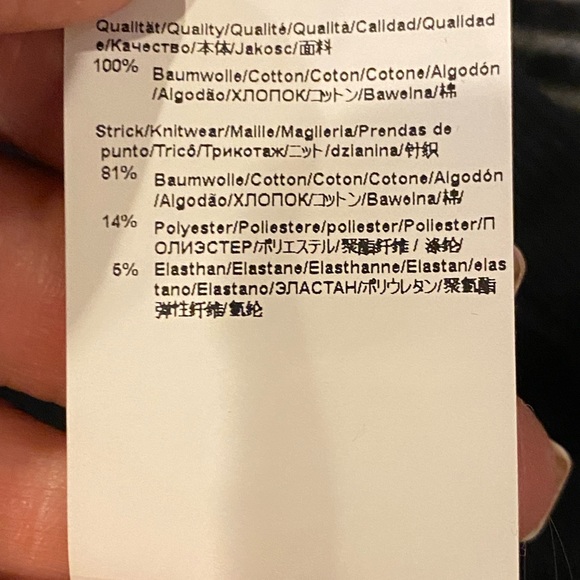 Qualität/Quality/Qualité/Qualità/Calidad/Qualidad
e/Качество/本体/Jakosc/面料
100% Baumwolle/Cotton/Coton/Cotone/Algodón
/Algodão/ХЛОПОК/コットン/Bawelna/棉
Strick/Knitwear/Maille/Maglieria/Prendas de
punto/Tricô/Трикотаж/ニット/dzianina/针织
81% Baumwolle/Cotton/Coton/Cotone/Algodón
/Algodão/ХЛОПОК/コットン/Bawelna/棉/
14% Polyester/Poliestere/poliester/Poliester/П
ОЛИЭСТЕР/ポリエステル/聚酯纤维 / 涤纶/
5% Elasthan/Elastane/Elasthanne/Elastan/elas
tano/Elastano/ЭЛАСТАН/ポリウレタン/聚氨酯
弹性纤维/氨纶